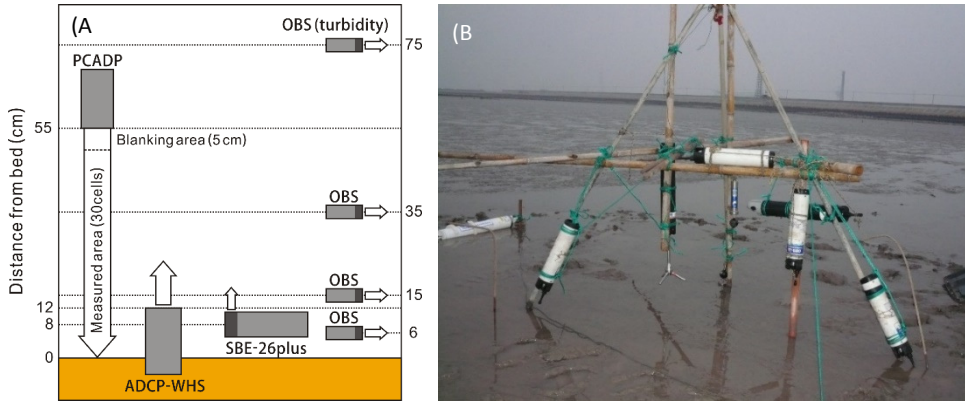 (A
OBS (turbidity)
75
PCADP
55
Blanking area (5 cm)
Distance from bed (cm)
Measured area (30cells)
OBS
35
OBS
15
12
8
OBS
6
SBE-26plus
0
ADCP-WHS
(B